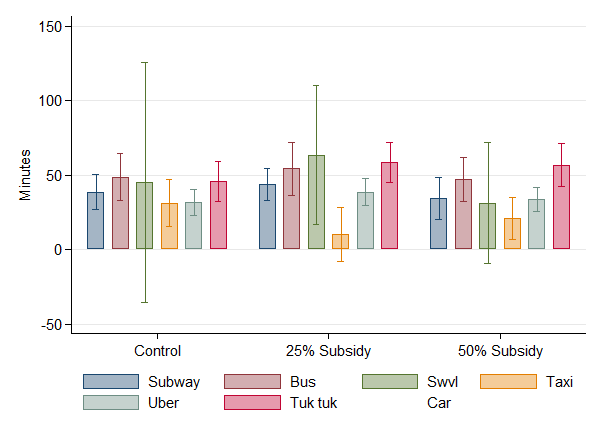 150
100
50
0
-50
Minutes
Control 25% Subsidy 50% Subsidy
Subway Bus Swvl Taxi
Uber Tuk tuk Car